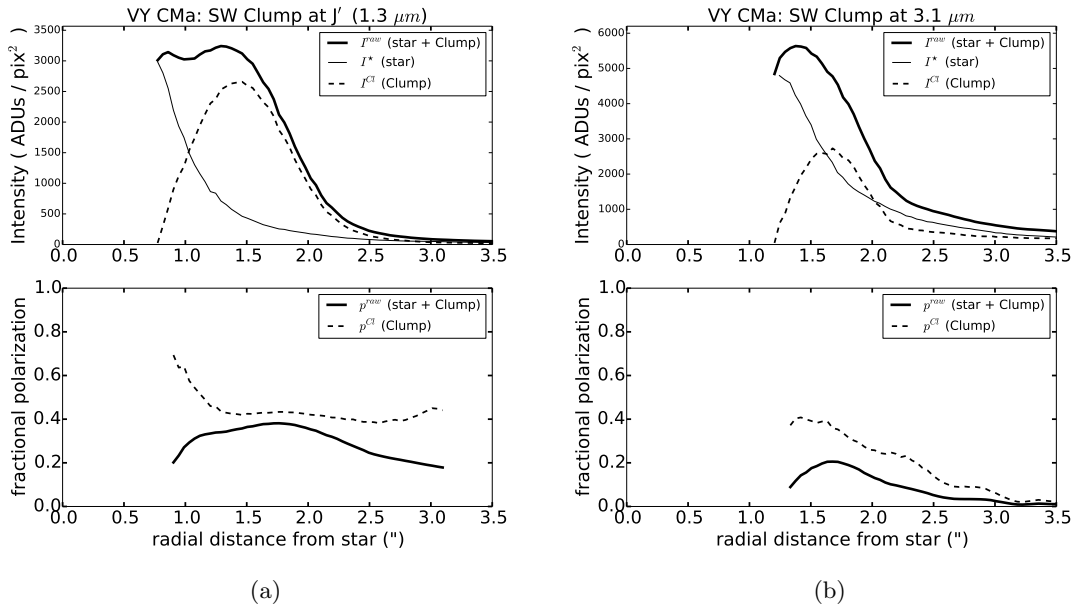 VY CMa: SW Clump at J′ (1.3 μm)
3500
3000
2500
2000
1500
1000
500
0
Intensity ( ADUs / pix² )
I^raw (star + Clump)
I^⋆ (star)
I^Cl (Clump)
0.0 0.5 1.0 1.5 2.0 2.5 3.0 3.5
1.0
0.8
0.6
0.4
0.2
0.0
fractional polarization
p^raw (star + Clump)
p^Cl (Clump)
0.0 0.5 1.0 1.5 2.0 2.5 3.0 3.5
radial distance from star (")
(a)
VY CMa: SW Clump at 3.1 μm
6000
5000
4000
3000
2000
1000
0
Intensity ( ADUs / pix² )
I^raw (star + Clump)
I^⋆ (star)
I^Cl (Clump)
0.0 0.5 1.0 1.5 2.0 2.5 3.0 3.5
1.0
0.8
0.6
0.4
0.2
0.0
fractional polarization
p^raw (star + Clump)
p^Cl (Clump)
0.0 0.5 1.0 1.5 2.0 2.5 3.0 3.5
radial distance from star (")
(b)